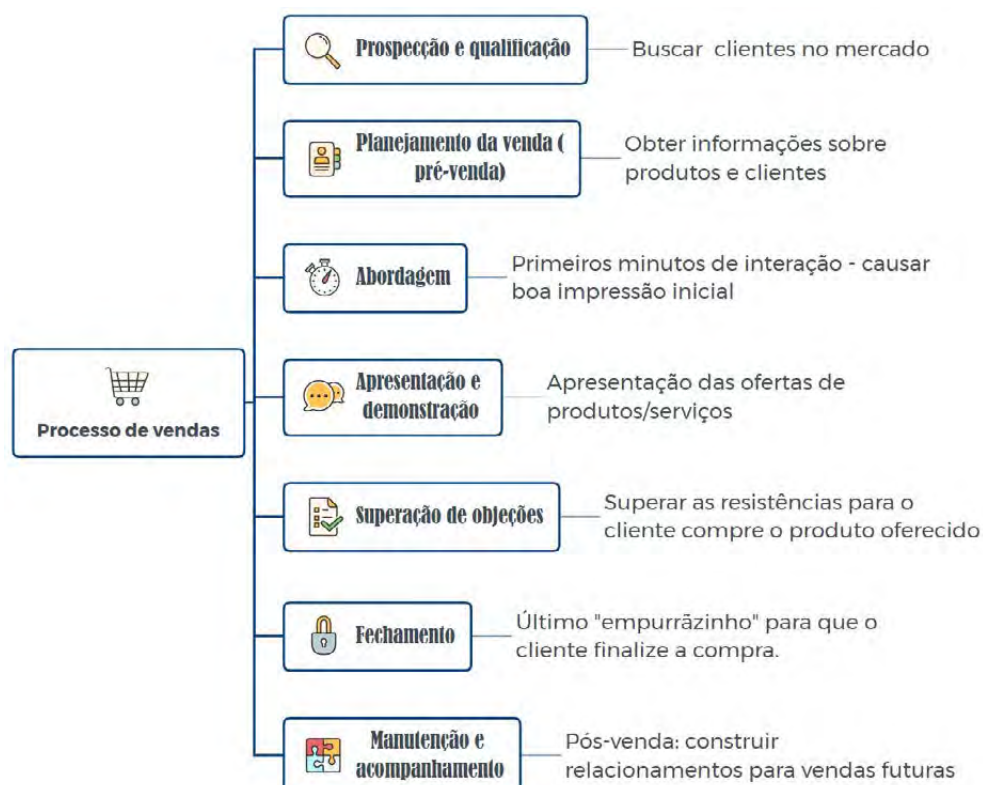 Prospecção e qualificação
Buscar clientes no mercado
Planejamento da venda (
pré-venda)
Obter informações sobre
produtos e clientes
Abordagem
Primeiros minutos de interação - causar
boa impressão inicial
Processo de vendas
Apresentação e
demonstração
Apresentação das ofertas de
produtos/serviços
Superação de objeções
Superar as resistências para o
cliente compre o produto oferecido
Fechamento
Último "empurrãzinho" para que o
cliente finalize a compra.
Manutenção e
acompanhamento
Pós-venda: construir
relacionamentos para vendas futuras